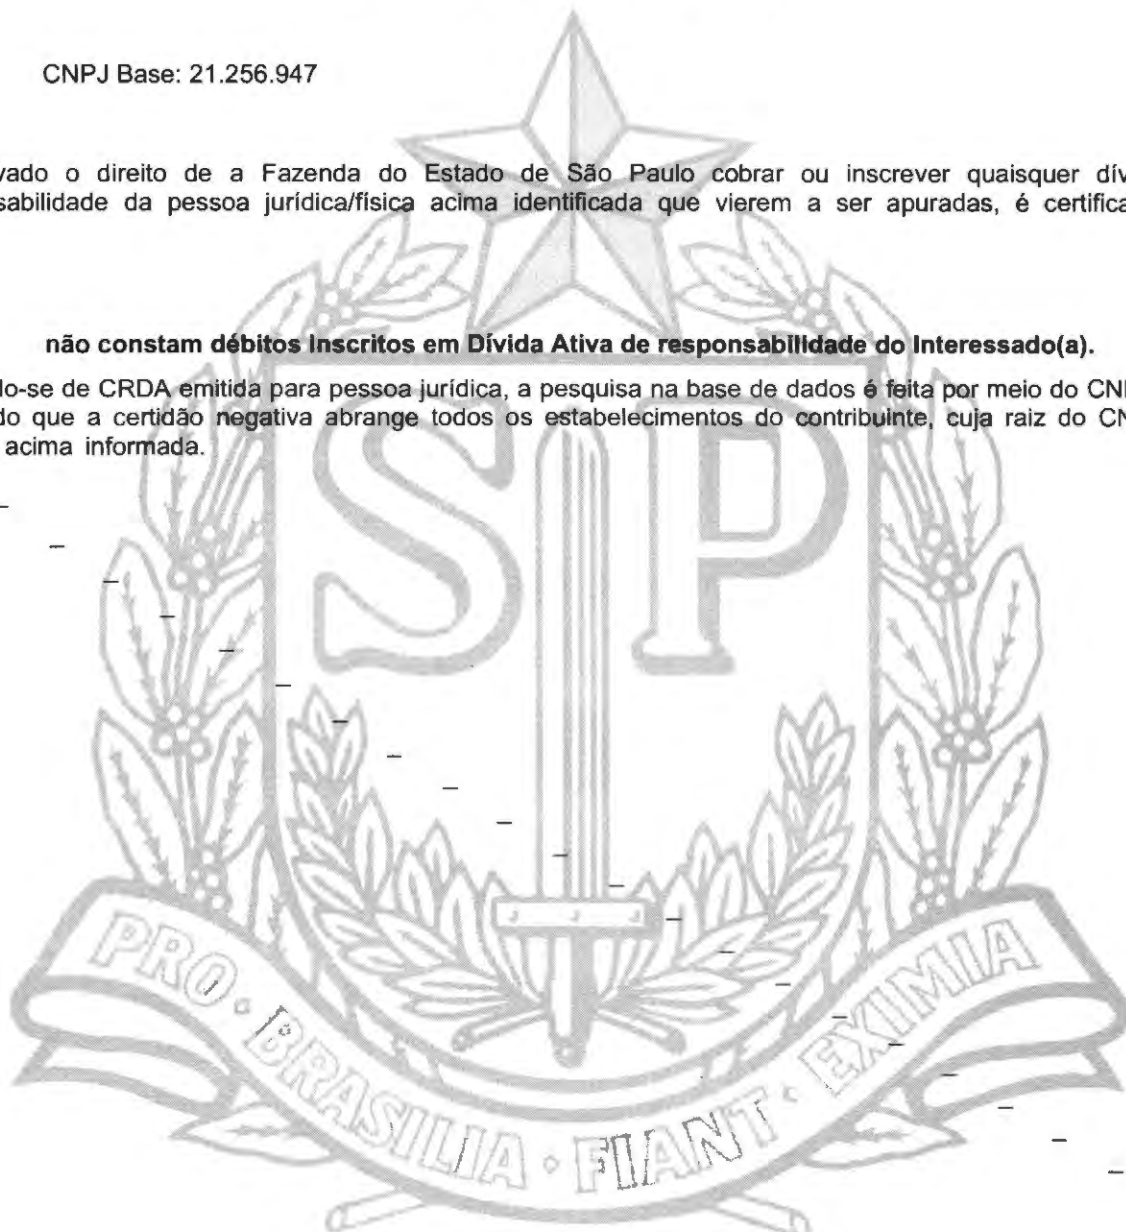 CNPJ Base: 21.256.947
vado o direito de a Fazenda do Estado de São Paulo cobrar ou inscrever quaisquer dív
sabilidade da pessoa jurídica/física acima identificada que vierem a ser apuradas, é certifica
não constam débitos Inscritos em Dívida Ativa de responsabilidade do Interessado(a).
do-se de CRDA emitida para pessoa jurídica, a pesquisa na base de dados é feita por meio do CN
do que a certidão negativa abrange todos os estabelecimentos do contribuinte, cuja raiz do CN
acima informada.
SP
PRO · BRASILIA · FIANT · EXIMIA